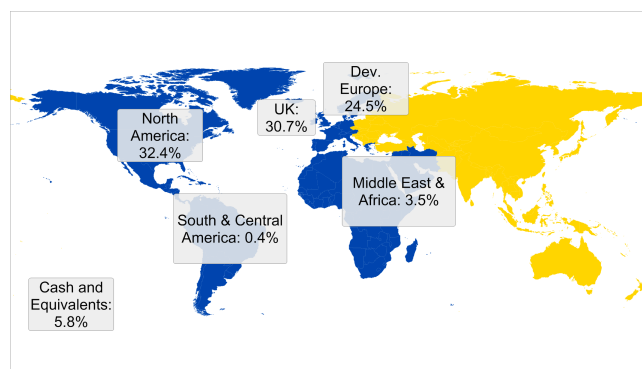 Dev.
Europe:
24.5%
UK:
30.7%
North
America:
32.4%
Middle East &
Africa: 3.5%
South & Central
America: 0.4%
Cash and
Equivalents:
5.8%